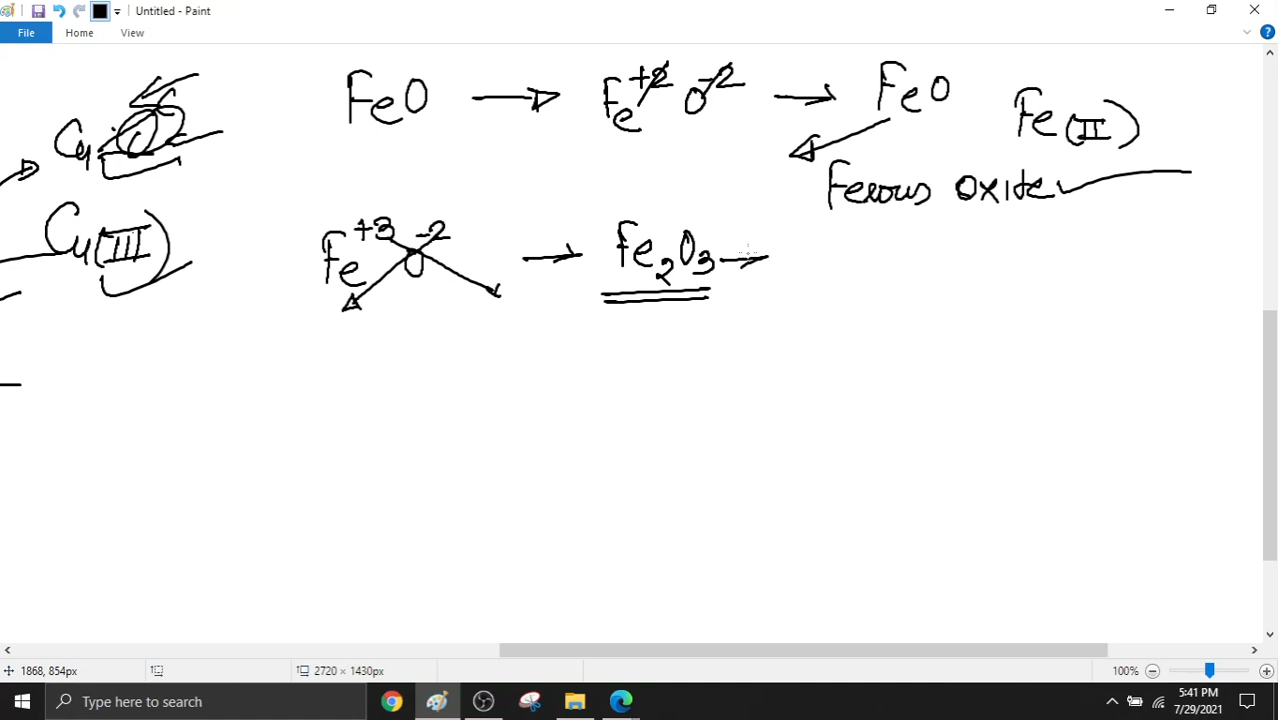 Untitled - Paint
File Home View
FeO → Fe+2 O-2 → FeO Fe(II)
Cu
Ferrous oxide
Cu(III)
Fe+3 O-2 → Fe2O3 →
1868, 854px 2720 × 1430px 100%
Type here to search
5:41 PM
7/29/2021